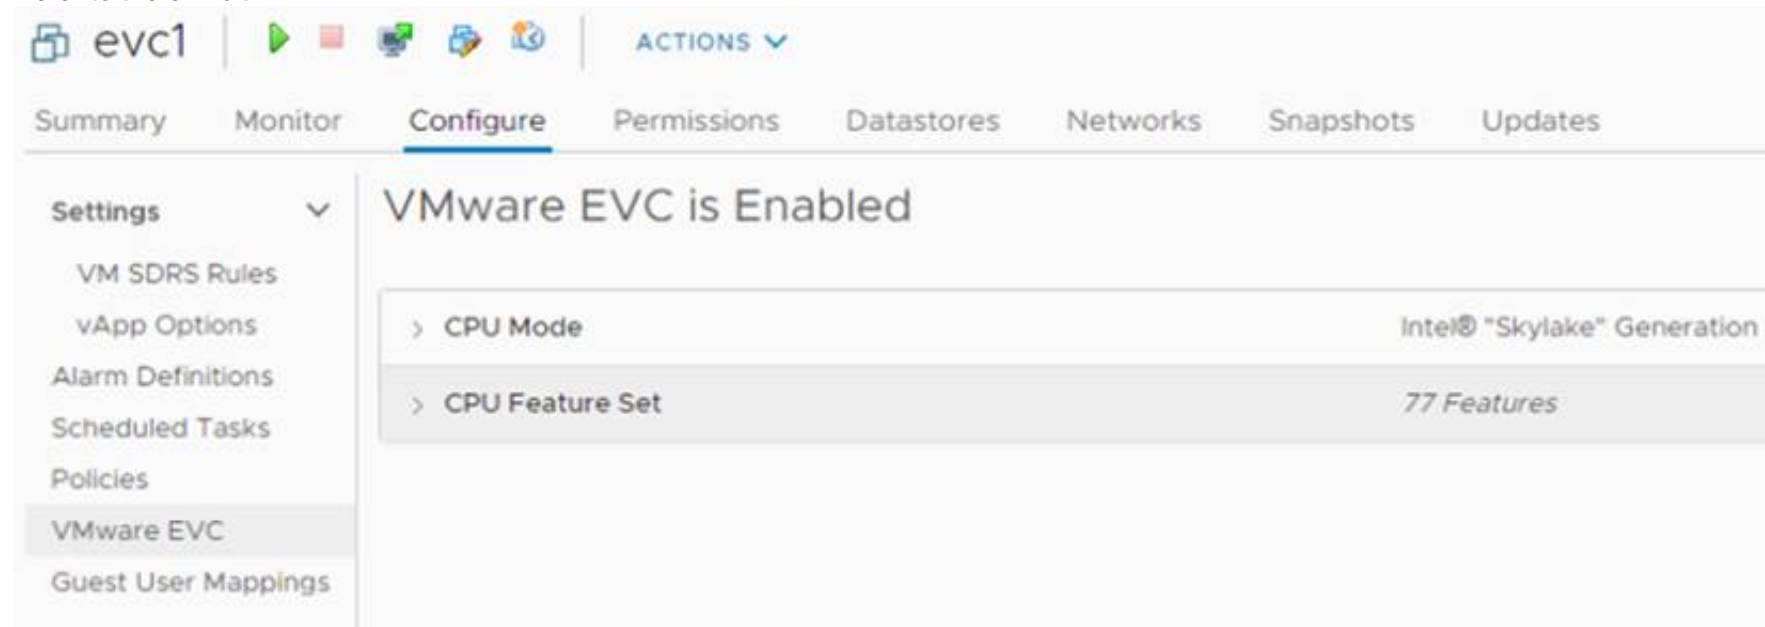 evc1 ACTIONS
Summary Monitor Configure Permissions Datastores Networks Snapshots Updates
Settings
VM SDRS Rules
vApp Options
Alarm Definitions
Scheduled Tasks
Policies
VMware EVC
Guest User Mappings
VMware EVC is Enabled
CPU Mode Intel® "Skylake" Generation
CPU Feature Set 77 Features